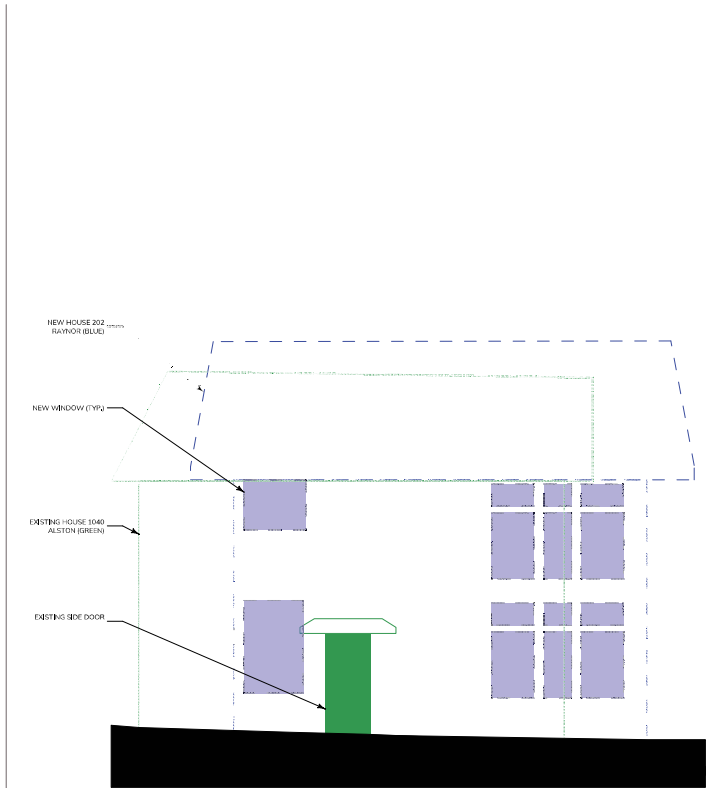 NEW HOUSE 202
RAYNOR (BLUE)
NEW WINDOW (TYP.)
EXISTING HOUSE 1040
ALSTON (GREEN)
EXISTING SIDE DOOR